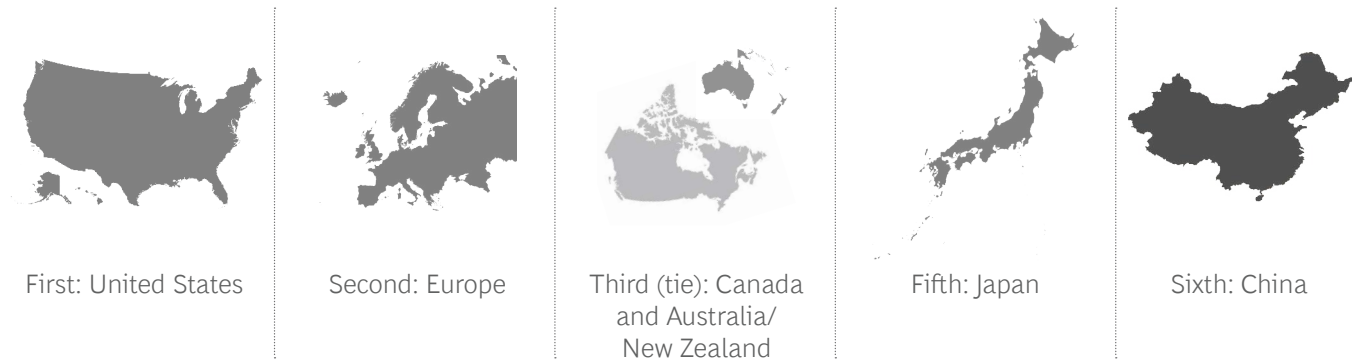 First: United States
Second: Europe
Third (tie): Canada
and Australia/
New Zealand
Fifth: Japan
Sixth: China